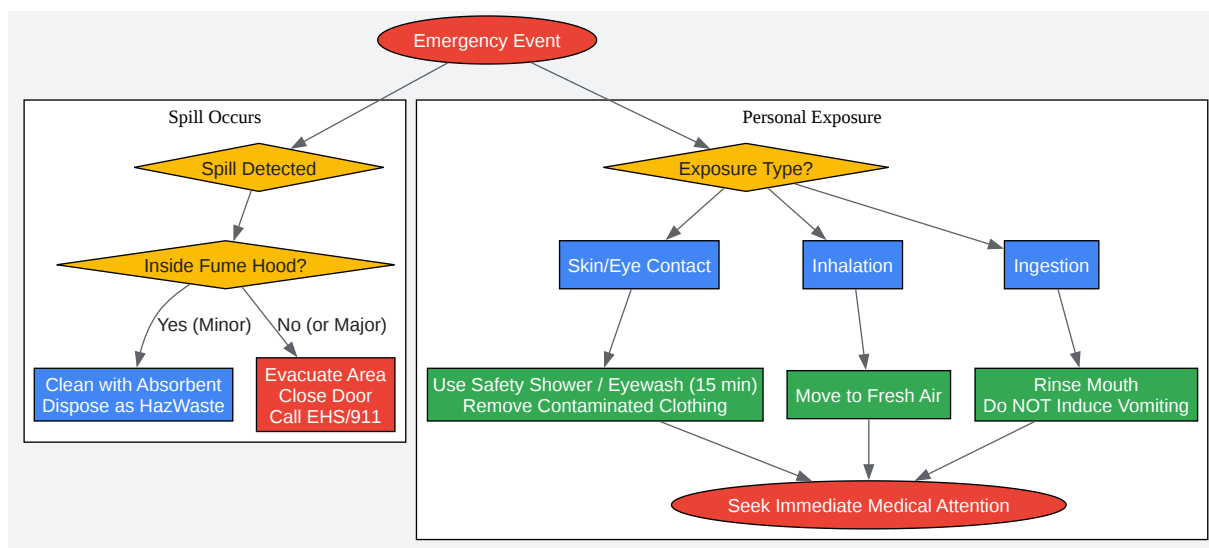 Emergency Event
Spill Occurs
Spill Detected
Inside Fume Hood?
Yes (Minor)
No (or Major)
Clean with Absorbent
Dispose as HazWaste
Evacuate Area
Close Door
Call EHS/911
Personal Exposure
Exposure Type?
Skin/Eye Contact
Inhalation
Ingestion
Use Safety Shower / Eyewash (15 min)
Remove Contaminated Clothing
Move to Fresh Air
Rinse Mouth
Do NOT Induce Vomiting
Seek Immediate Medical Attention